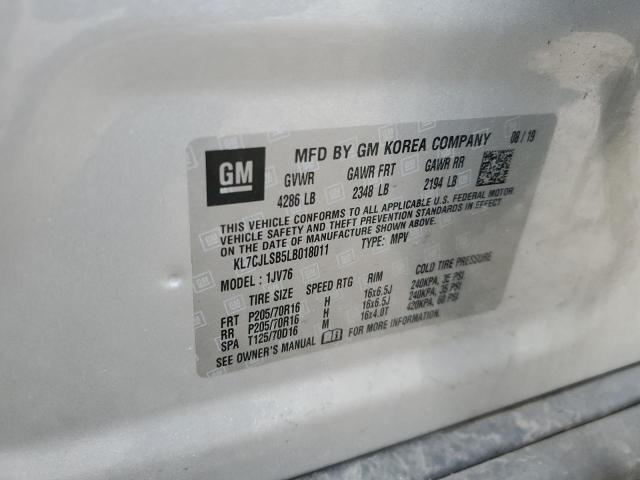 GM
MFD BY GM KOREA COMPANY 08/19
GVWR GAWR FRT GAWR RR
4286 LB 2348 LB 2194 LB
THIS VEHICLE CONFORMS TO ALL APPLICABLE U.S. FEDERAL MOTOR
VEHICLE SAFETY AND THEFT PREVENTION STANDARDS IN EFFECT
ON THE DATE OF MANUFACTURE SHOWN ABOVE.
KL7CJLSB5LB018011 TYPE: MPV
MODEL: 1JV76
TIRE SIZE SPEED RTG RIM COLD TIRE PRESSURE
FRT P205/70R16 H 16x6.5J 240KPA, 35 PSI
RR P205/70R16 H 16x6.5J 240KPA, 35 PSI
SPA T125/70D16 M 16x4.0T 420KPA, 60 PSI
SEE OWNER'S MANUAL FOR MORE INFORMATION.